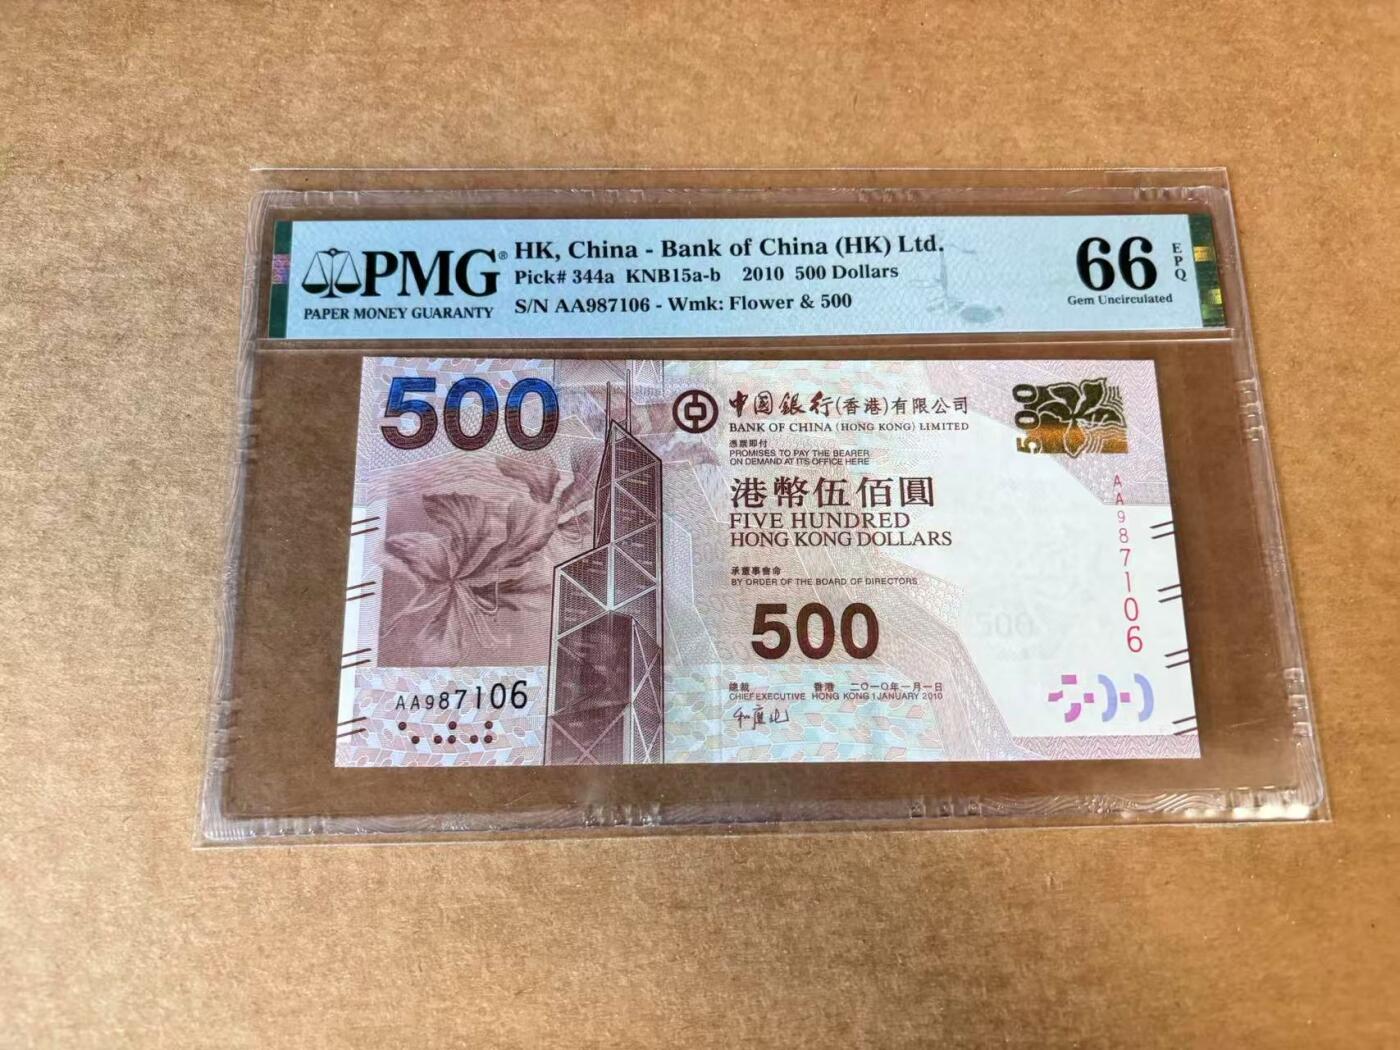 PMG®
PAPER MONEY GUARANTY
HK, China - Bank of China (HK) Ltd.
Pick# 344a KNB15a-b 2010 500 Dollars
S/N AA987106 - Wmk: Flower & 500
66
EPQ
Gem Uncirculated
500
中国銀行(香港)有限公司
BANK OF CHINA (HONG KONG) LIMITED
憑票即付
PROMISES TO PAY THE BEARER
ON DEMAND AT ITS OFFICE HERE
港幣伍佰圓
FIVE HUNDRED
HONG KONG DOLLARS
承董事會命
BY ORDER OF THE BOARD OF DIRECTORS
500
總裁 香港 二〇一〇年一月一日
CHIEF EXECUTIVE HONG KONG 1 JANUARY 2010
500
AA987106
500
500
AA987106